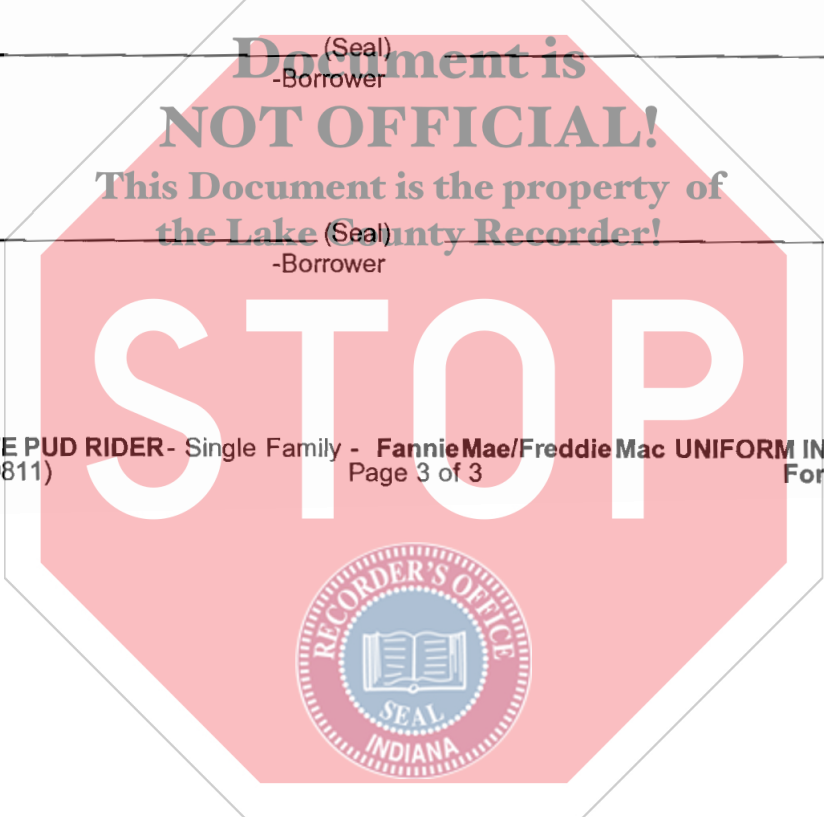 (Seal)
Document is
-Borrower
NOT OFFICIAL!
This Document is the property of
(Seal)
the Lake County Recorder!
-Borrower
STOP
E PUD RIDER- Single Family - Fannie Mae/Freddie Mac UNIFORM IN
811)
Page 3 of 3
For
RECORDER'S OFFICE
SEAL
INDIANA